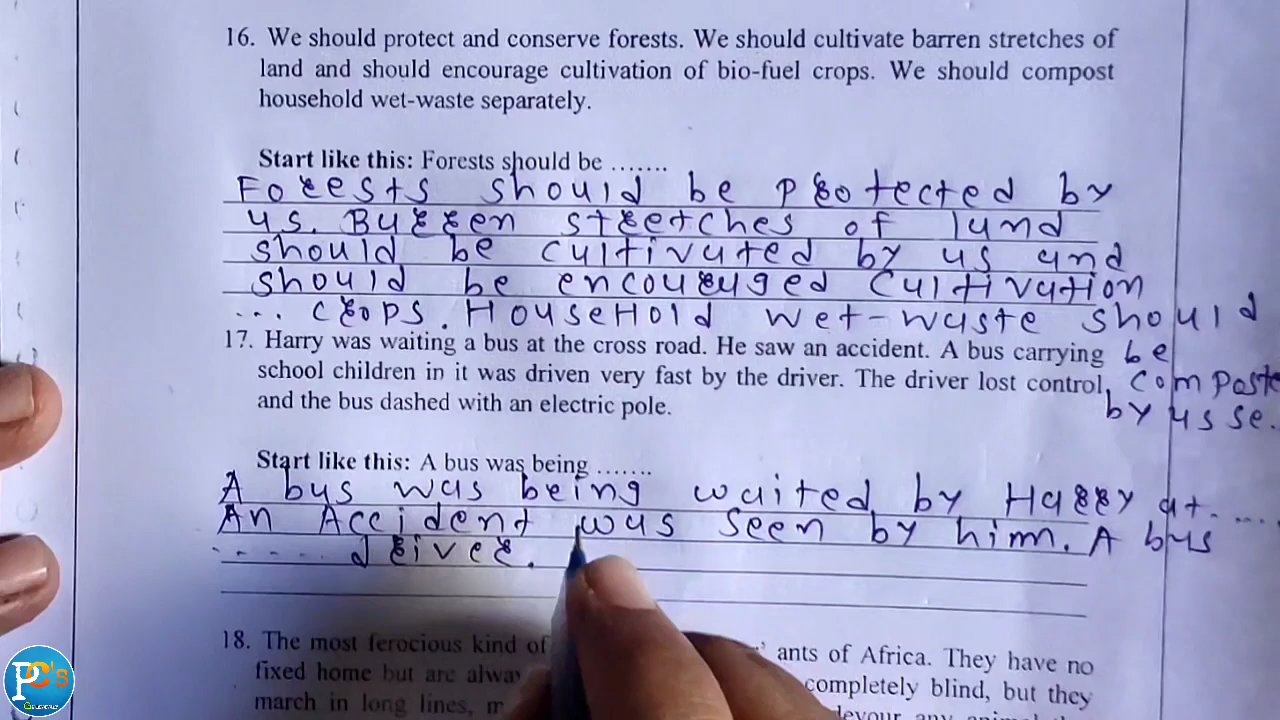 16. We should protect and conserve forests. We should cultivate barren stretches of
land and should encourage cultivation of bio-fuel crops. We should compost
household wet-waste separately.
Start like this: Forests should be .......
Forests should be protected by
us. Barren stretches of land
should be cultivated by us and
should be encouraged cultivation
... crops. HouseHold wet-waste should
be
composte
by us se.
17. Harry was waiting a bus at the cross road. He saw an accident. A bus carrying
school children in it was driven very fast by the driver. The driver lost control
and the bus dashed with an electric pole.
Start like this: A bus was being .......
A bus was being waited by Harry at.....
An Accident was seen by him. A bus
...... driver.
18. The most ferocious kind of ants of Africa. They have no
fixed home but are completely blind, but they
march in long lines, devour any animal
PC's